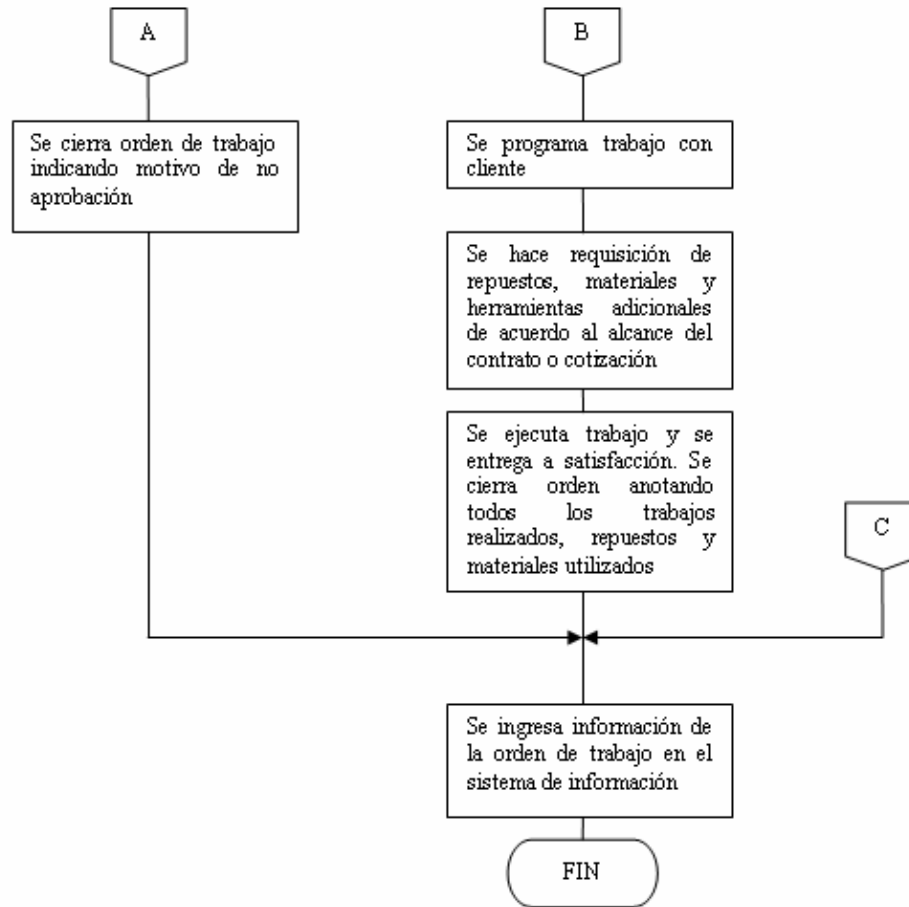 A
B
Se cierra orden de trabajo
indicando motivo de no
aprobación
Se programa trabajo con
cliente
Se hace requisición de
repuestos, materiales y
herramientas adicionales
de acuerdo al alcance del
contrato o cotización
Se ejecuta trabajo y se
entrega a satisfacción. Se
cierra orden anotando
todos los trabajos
realizados, repuestos y
materiales utilizados
C
Se ingresa información de
la orden de trabajo en el
sistema de información
FIN